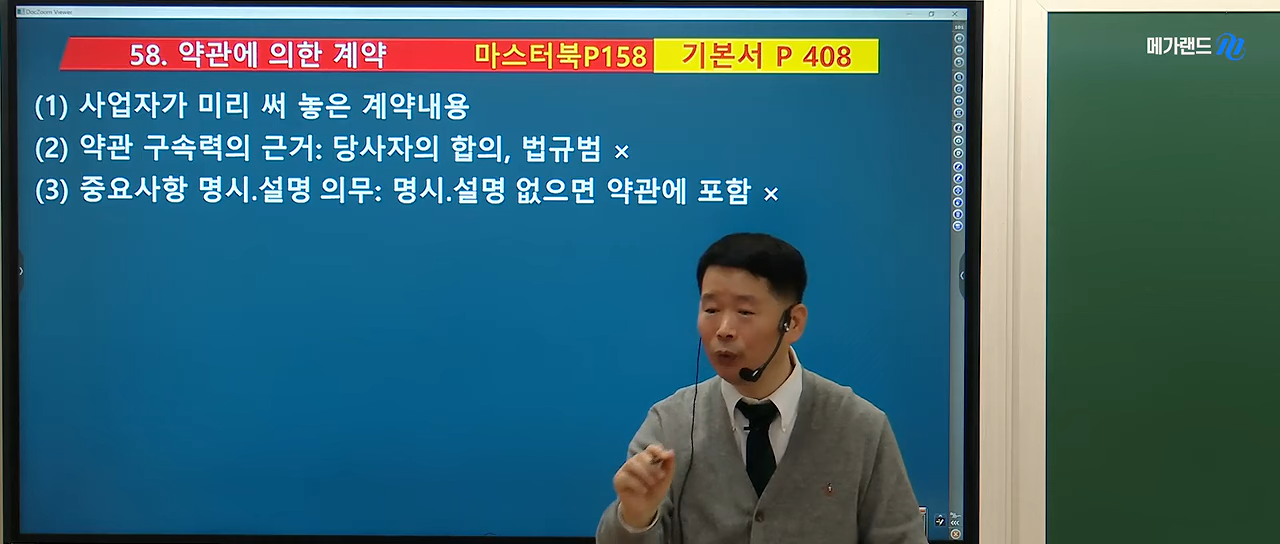 DocZoom Viewer
58. 약관에 의한 계약 마스터북P158 기본서 P 408
메가랜드
(1) 사업자가 미리 써 놓은 계약내용
(2) 약관 구속력의 근거: 당사자의 합의, 법규범 ×
(3) 중요사항 명시.설명 의무: 명시.설명 없으면 약관에 포함 ×